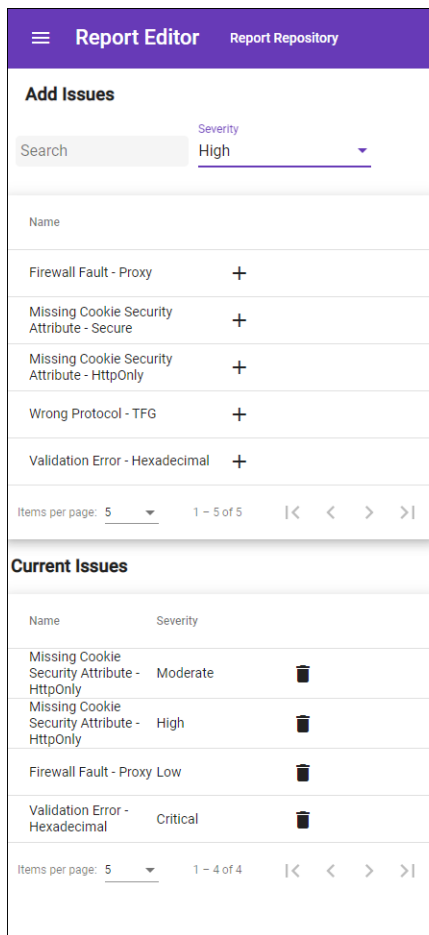 Report Editor Report Repository
Add Issues
Severity
Search High
Name
Firewall Fault - Proxy
Missing Cookie Security
Attribute - Secure
Missing Cookie Security
Attribute - HttpOnly
Wrong Protocol - TFG
Validation Error - Hexadecimal
Items per page: 5 1 – 5 of 5
Current Issues
Name Severity
Missing Cookie
Security Attribute - Moderate
HttpOnly
Missing Cookie
Security Attribute - High
HttpOnly
Firewall Fault - Proxy Low
Validation Error -
Hexadecimal Critical
Items per page: 5 1 – 4 of 4